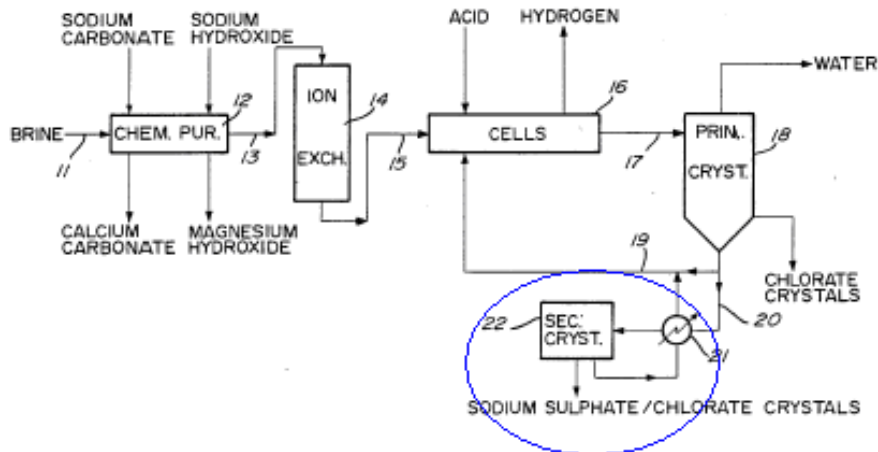 SODIUM
CARBONATE
SODIUM
HYDROXIDE
ACID
HYDROGEN
WATER
BRINE
11
CHEM. PUR.
12
13
ION
EXCH.
14
15
CELLS
16
17
PRIN.
CRYST.
18
CALCIUM
CARBONATE
MAGNESIUM
HYDROXIDE
19
CHLORATE
CRYSTALS
20
21
22
SEC.
CRYST.
SODIUM SULPHATE/CHLORATE CRYSTALS